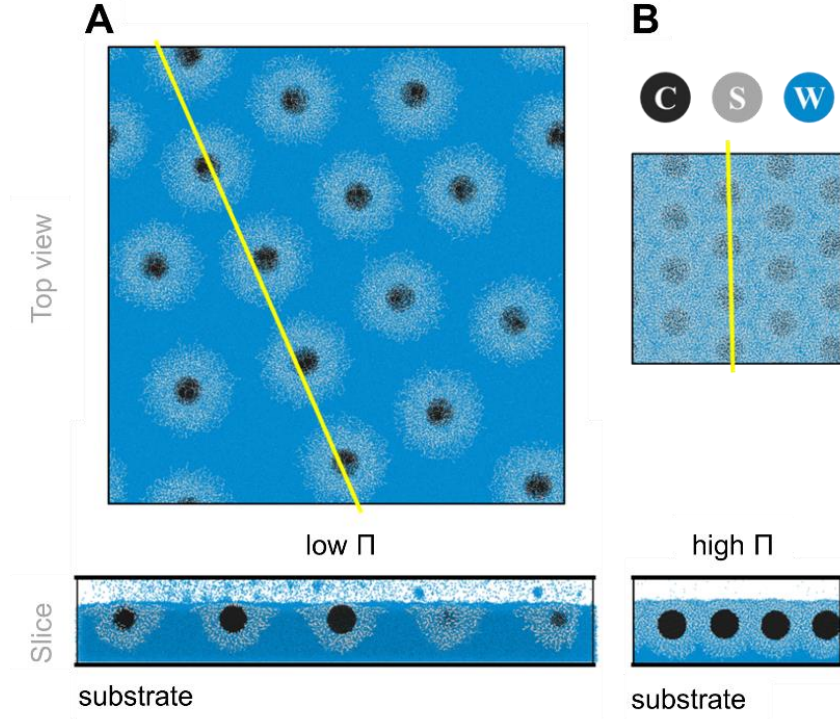 A
B
C S W
Top view
low Π
high Π
Slice
substrate
substrate